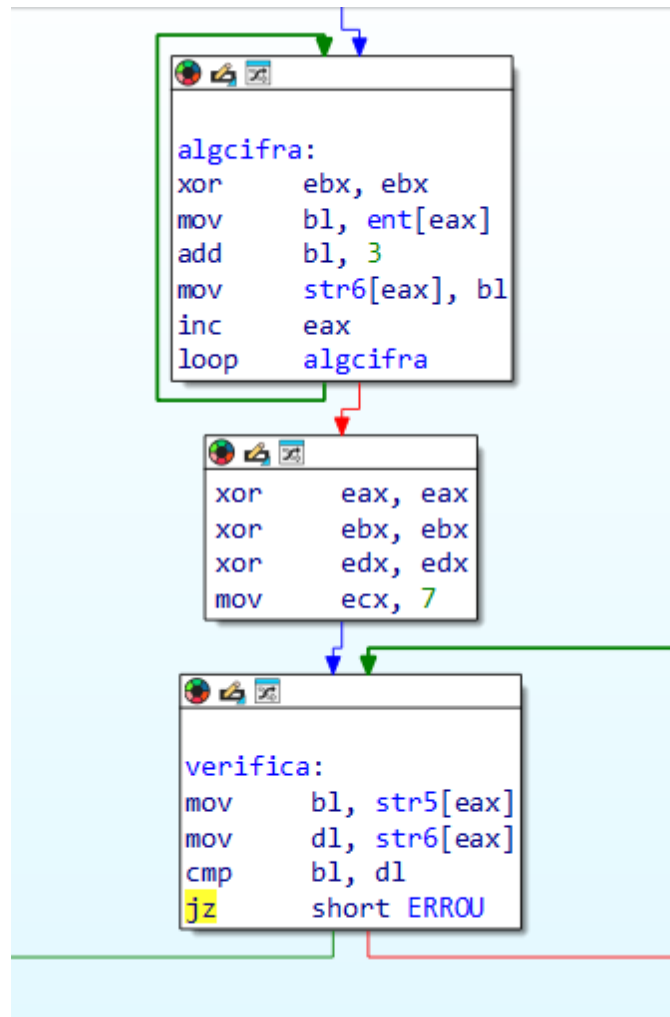 algcifra:
xor ebx, ebx
mov bl, ent[eax]
add bl, 3
mov str6[eax], bl
inc eax
loop algcifra
xor eax, eax
xor ebx, ebx
xor edx, edx
mov ecx, 7
verifica:
mov bl, str5[eax]
mov dl, str6[eax]
cmp bl, dl
jz short ERROU